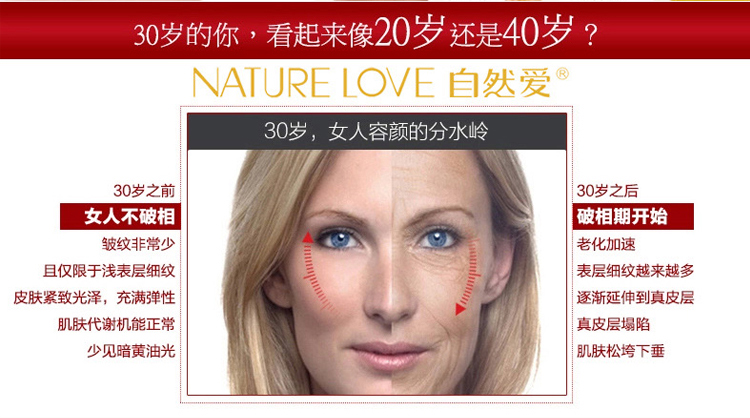 30岁的你，看起来像20岁还是40岁？
NATURE LOVE 自然爱®
30岁，女人容颜的分水岭
30岁之前
女人不破相
皱纹非常少
且仅限于浅表层细纹
皮肤紧致光泽，充满弹性
肌肤代谢机能正常
少见暗黄油光
30岁之后
破相期开始
老化加速
表层细纹越来越多
逐渐延伸到真皮层
真皮层塌陷
肌肤松垮下垂